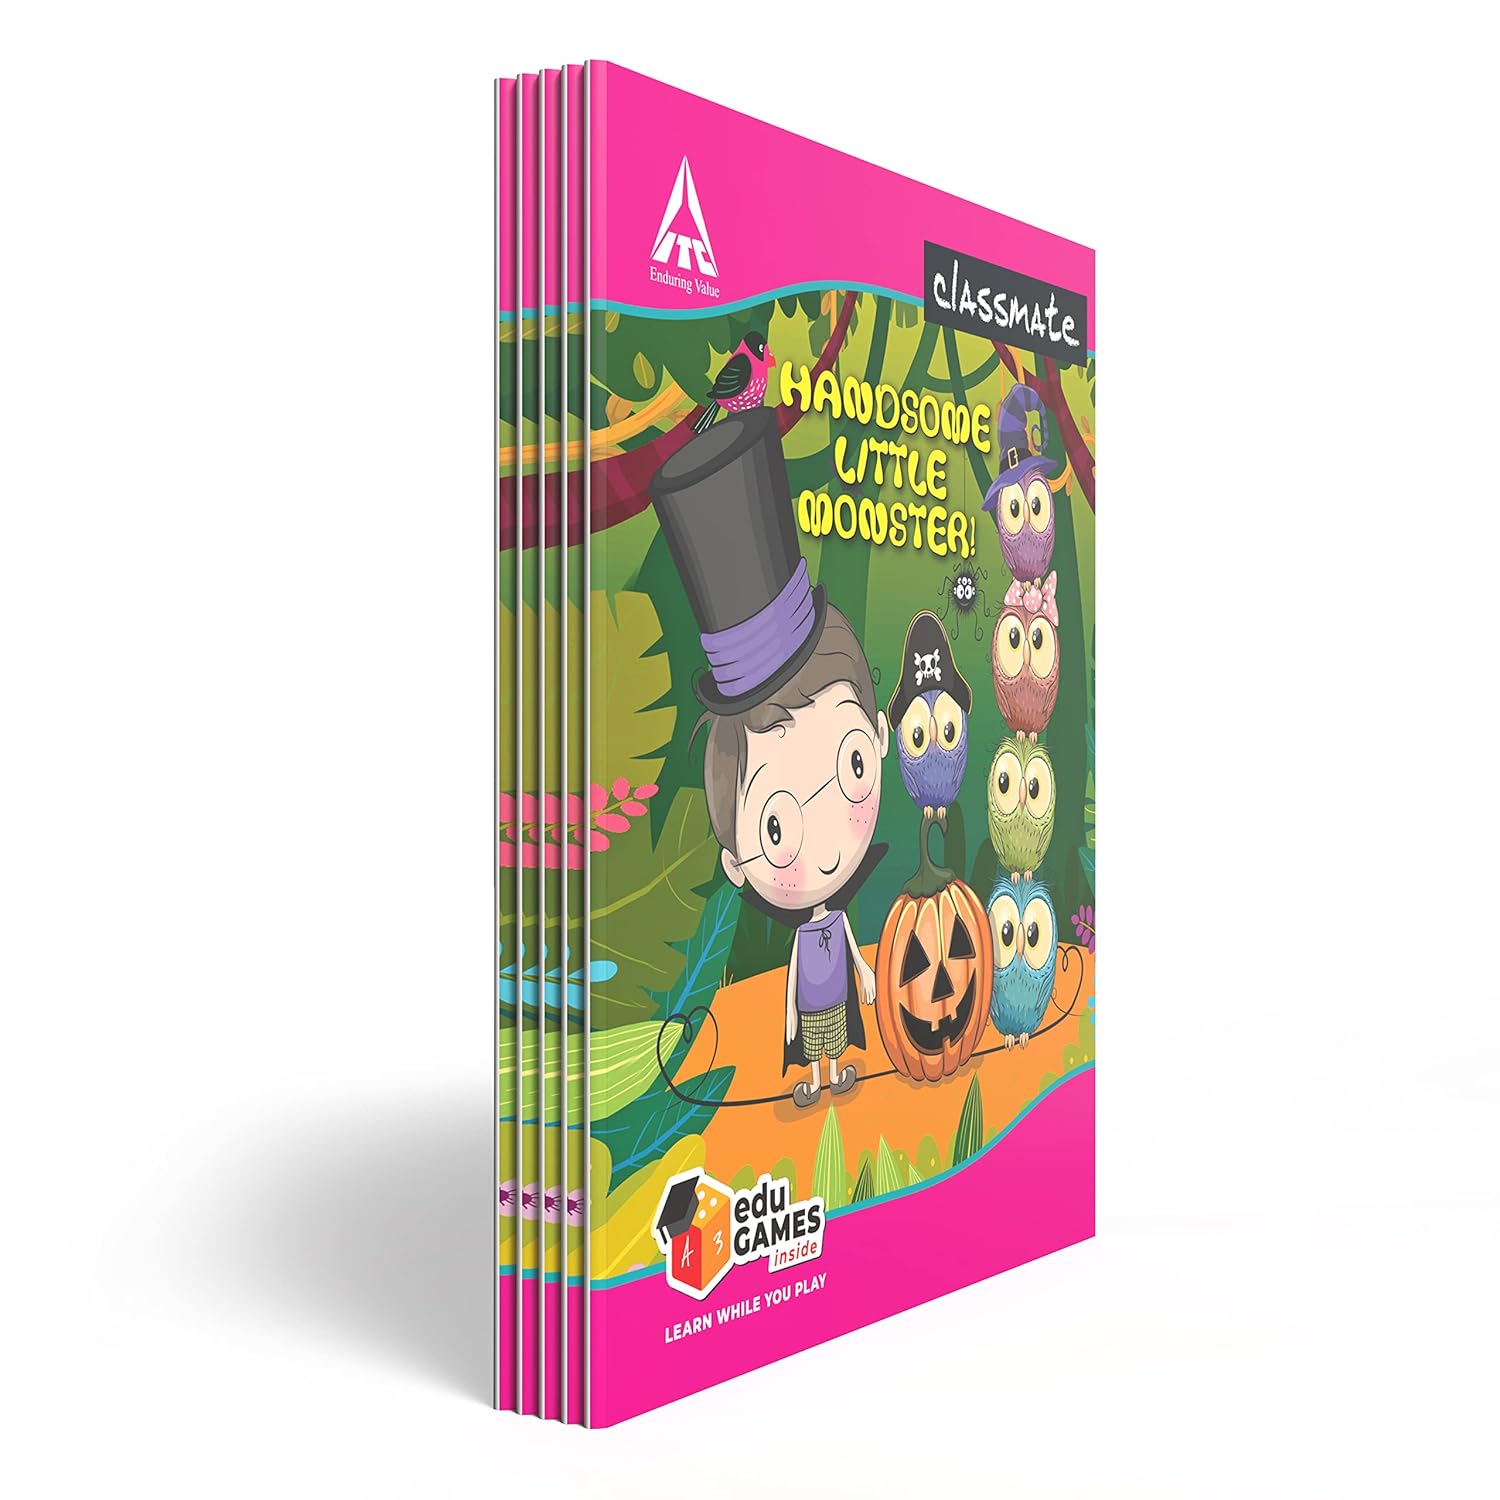 ITC
Enduring Value
classmate
HANDSOME
LITTLE
MONSTER!
A
3
edu
GAMES
inside
LEARN WHILE YOU PLAY